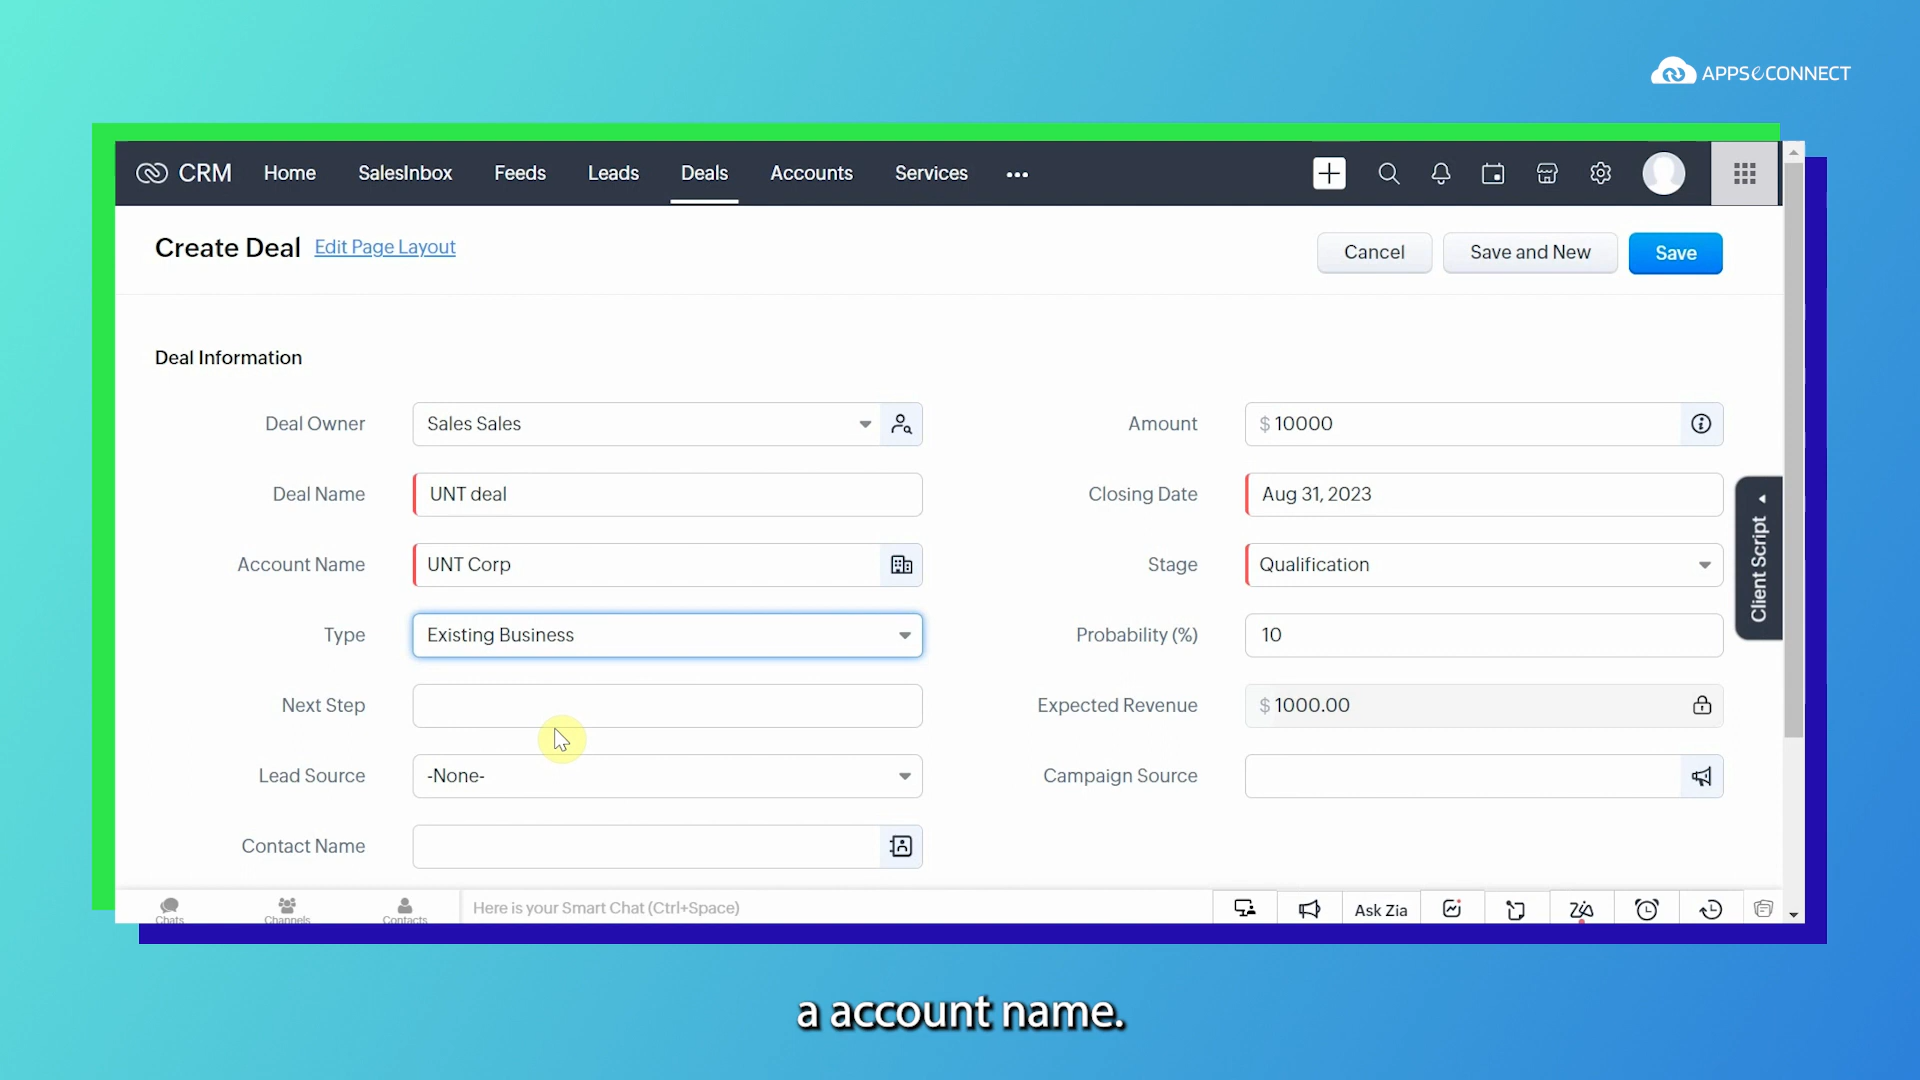 APPSeCONNECT
CRM Home SalesInbox Feeds Leads Deals Accounts Services
Create Deal Edit Page Layout Cancel Save and New Save
Deal Information
Deal Owner Sales Sales Amount $ 10000
Deal Name UNT deal Closing Date Aug 31, 2023
Account Name UNT Corp Stage Qualification
Client Script
Type Existing Business Probability (%) 10
Next Step Expected Revenue $ 1000.00
Lead Source -None- Campaign Source
Contact Name
Chats Channels Contacts Here is your Smart Chat (Ctrl+Space) Ask Zia
a account name.